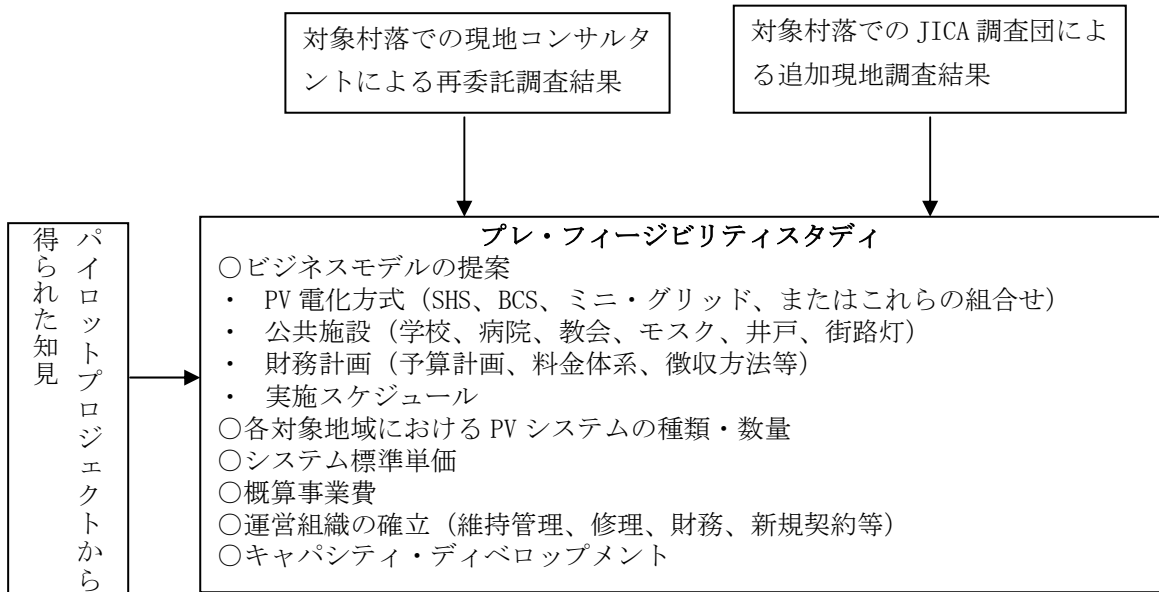 対象村落での現地コンサルタ
ントによる再委託調査結果
対象村落での JICA 調査団によ
る追加現地調査結果
パイロットプロジェクトから
得られた知見
プレ・フィージビリティスタディ
○ビジネスモデルの提案
・ PV 電化方式（SHS、BCS、ミニ・グリッド、またはこれらの組合せ）
・ 公共施設（学校、病院、教会、モスク、井戸、街路灯）
・ 財務計画（予算計画、料金体系、徴収方法等）
・ 実施スケジュール
○各対象地域における PV システムの種類・数量
○システム標準単価
○概算事業費
○運営組織の確立（維持管理、修理、財務、新規契約等）
○キャパシティ・ディベロップメント